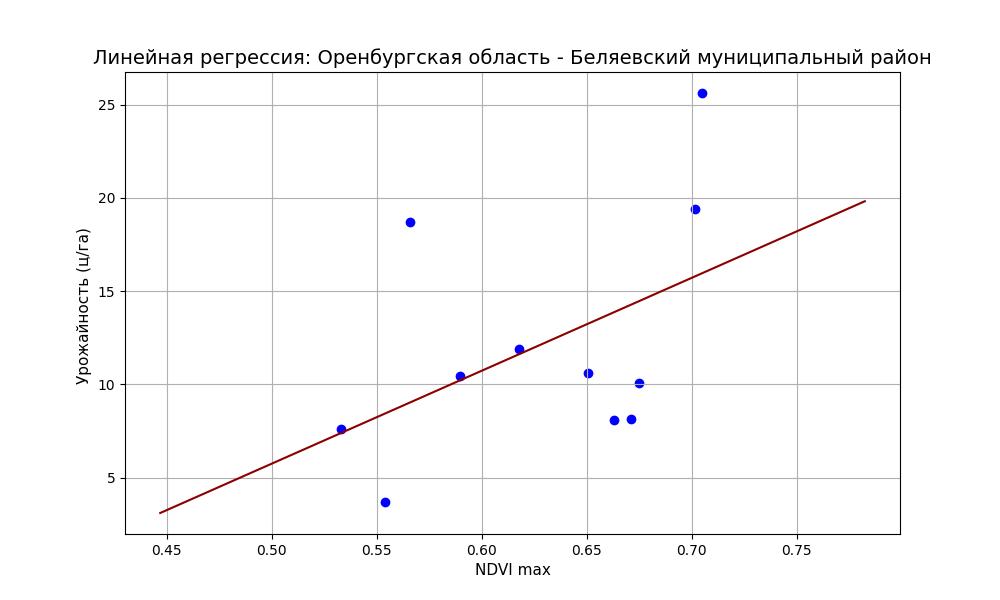 Линейная регрессия: Оренбургская область - Беляевский муниципальный район
Урожайность (ц/га)
25
20
15
10
5
0.45 0.50 0.55 0.60 0.65 0.70 0.75
NDVI max